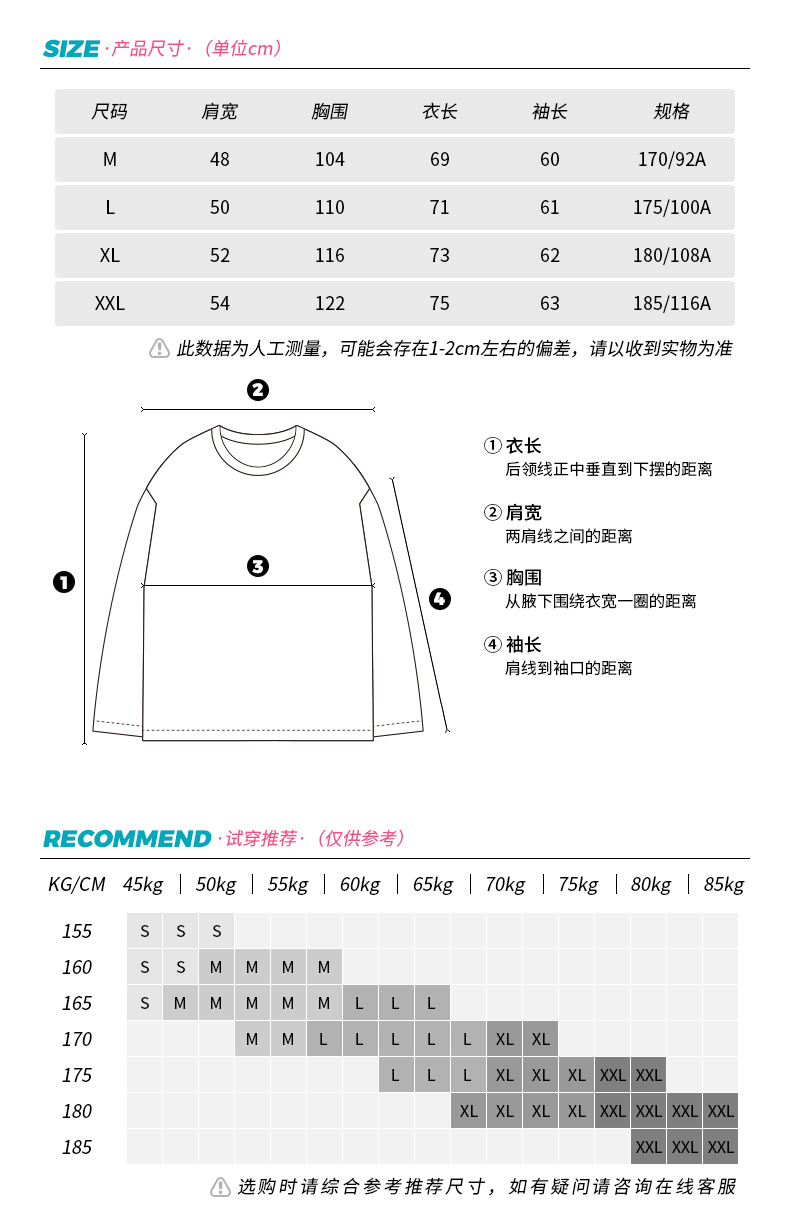 SIZE ·产品尺寸·（单位cm）
尺码 肩宽 胸围 衣长 袖长 规格
M 48 104 69 60 170/92A
L 50 110 71 61 175/100A
XL 52 116 73 62 180/108A
XXL 54 122 75 63 185/116A
此数据为人工测量，可能会存在1-2cm左右的偏差，请以收到实物为准
2
1
3
4
① 衣长
后领线正中垂直到下摆的距离
② 肩宽
两肩线之间的距离
③ 胸围
从腋下围绕衣宽一圈的距离
④ 袖长
肩线到袖口的距离
RECOMMEND ·试穿推荐·（仅供参考）
KG/CM 45kg | 50kg | 55kg | 60kg | 65kg | 70kg | 75kg | 80kg | 85kg
155 S S S
160 S S M M M M
165 S M M M M M L L L
170 M M L L L L L XL XL
175 L L L XL XL XL XXL XXL
180 XL XL XL XL XXL XXL XXL XXL
185 XXL XXL XXL
选购时请综合参考推荐尺寸，如有疑问请咨询在线客服